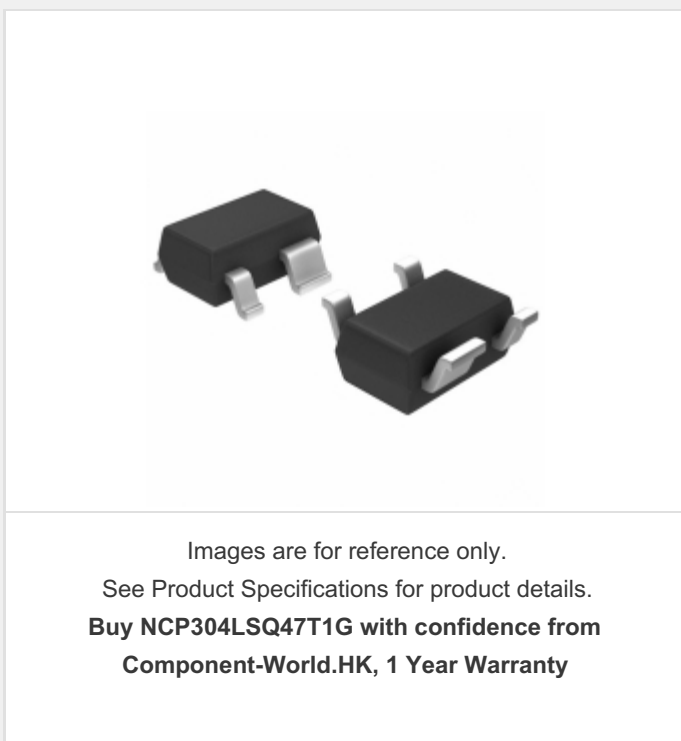 Images are for reference only.
See Product Specifications for product details.
Buy NCP304LSQ47T1G with confidence from
Component-World.HK, 1 Year Warranty